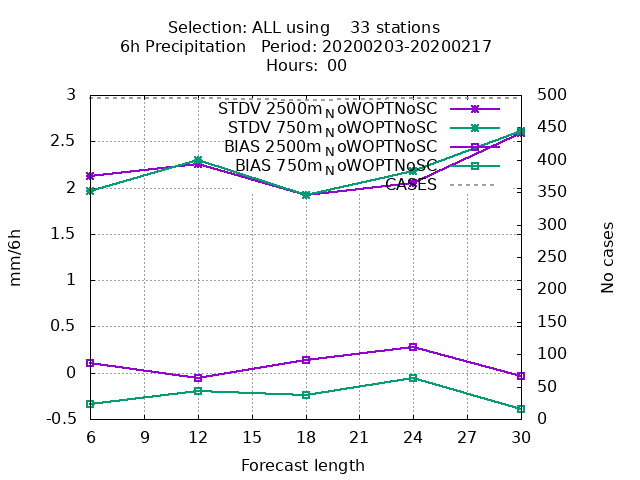 Selection: ALL using    33 stations
6h Precipitation   Period: 20200203-20200217
Hours:  00
3
2.5
2
1.5
1
0.5
0
-0.5
mm/6h
STDV 2500m_NoWOPTNoSC
STDV 750m_NoWOPTNoSC
BIAS 2500m_NoWOPTNoSC
BIAS 750m_NoWOPTNoSC
CASES
500
450
400
350
300
250
200
150
100
50
0
No cases
6 9 12 15 18 21 24 27 30
Forecast length